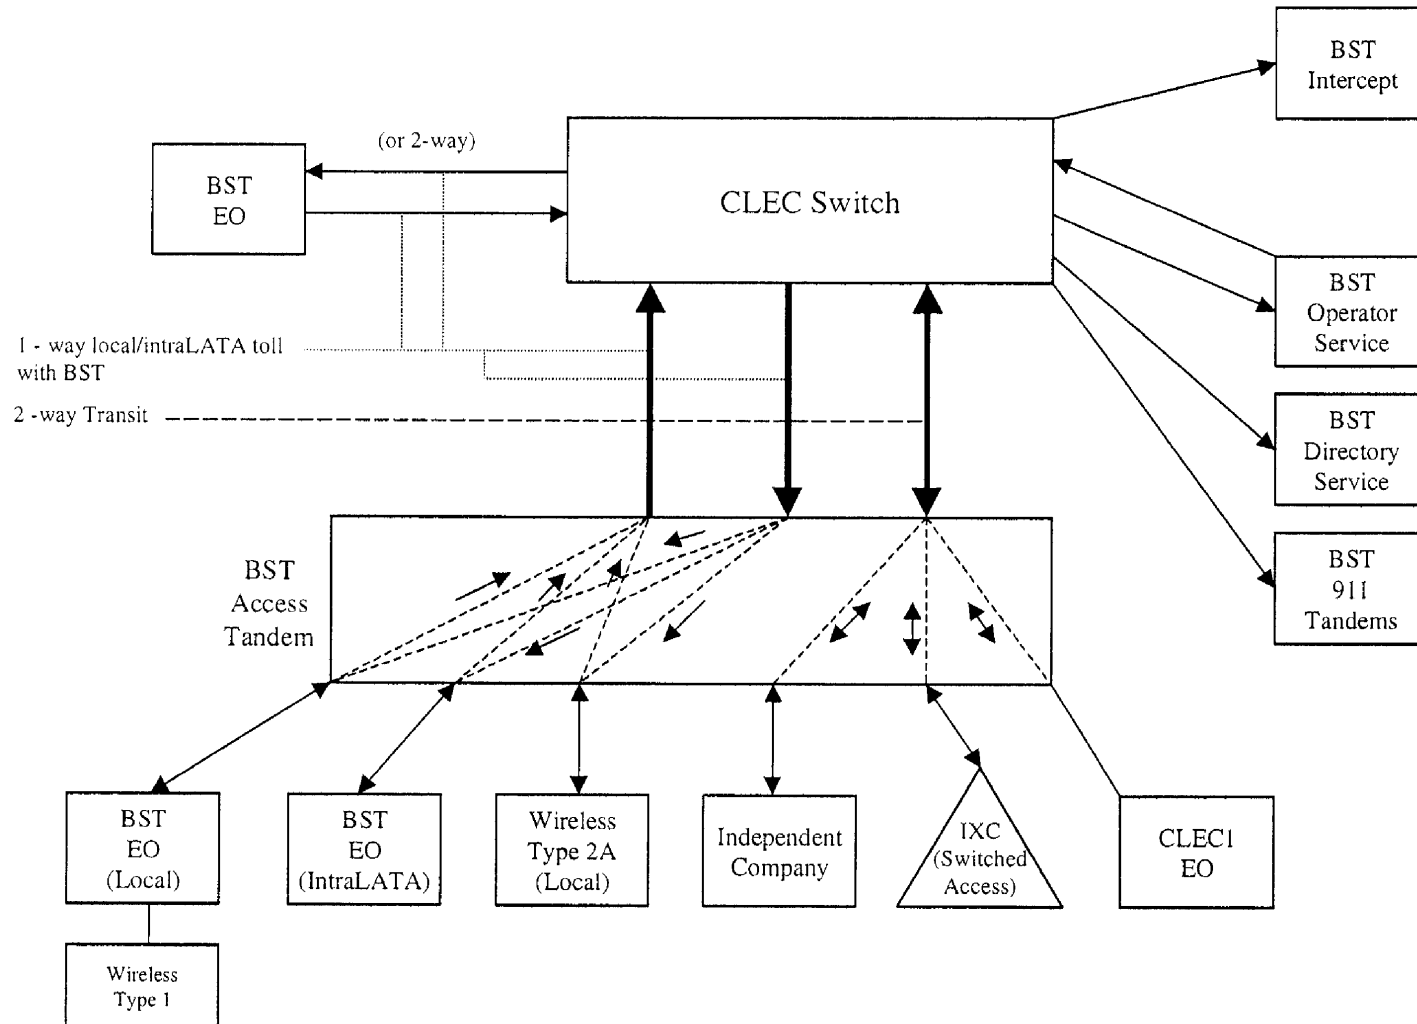 BST
Intercept
(or 2-way)
BST
EO
CLEC Switch
BST
Operator
Service
1 - way local/intraLATA toll
with BST
2 -way Transit
BST
Directory
Service
BST
911
Tandems
BST
Access
Tandem
BST
EO
(Local)
BST
EO
(IntraLATA)
Wireless
Type 2A
(Local)
Independent
Company
IXC
(Switched
Access)
CLEC1
EO
Wireless
Type 1